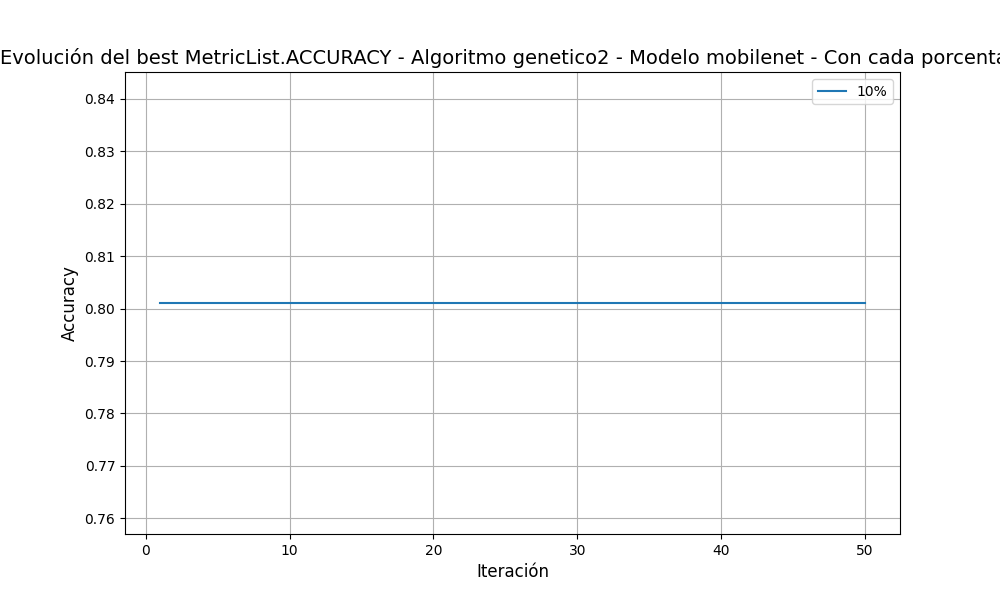 Evolución del best MetricList.ACCURACY - Algoritmo genetico2 - Modelo mobilenet - Con cada porcenta
10%
0.84
0.83
0.82
0.81
0.80
0.79
0.78
0.77
0.76
Accuracy
0 10 20 30 40 50
Iteración